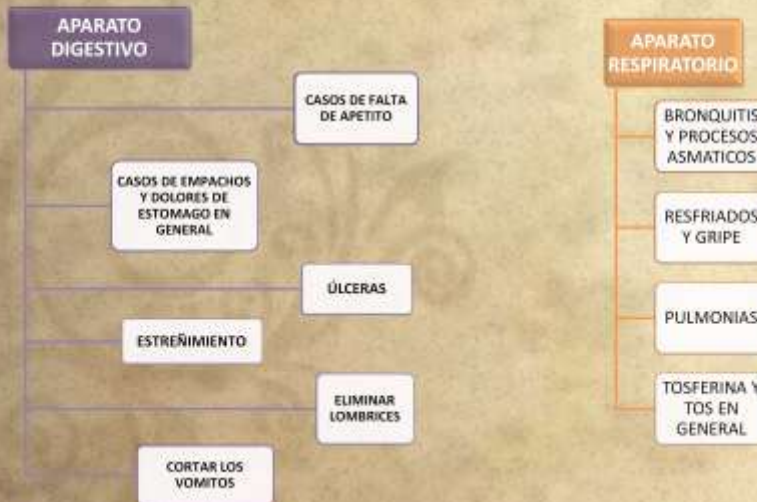 APARATO
DIGESTIVO
CASOS DE FALTA
DE APETITO
CASOS DE EMPACHOS
Y DOLORES DE
ESTOMAGO EN
GENERAL
ÚLCERAS
ESTREÑIMIENTO
ELIMINAR
LOMBRICES
CORTAR LOS
VOMITOS
APARATO
RESPIRATORIO
BRONQUITIS
Y PROCESOS
ASMATICOS
RESFRIADOS
Y GRIPE
PULMONIAS
TOSFERINA Y
TOS EN
GENERAL